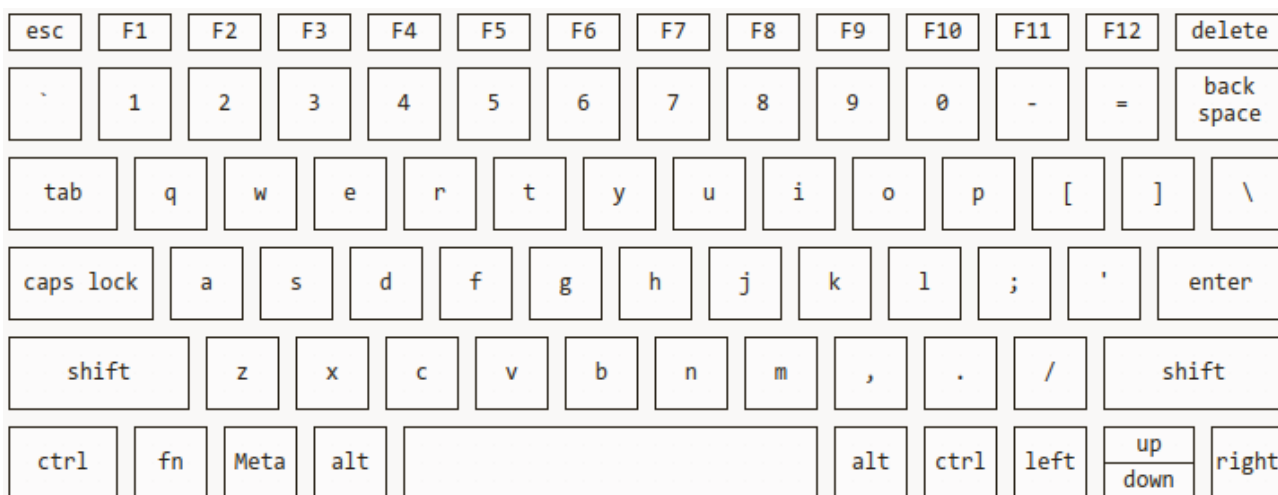 esc F1 F2 F3 F4 F5 F6 F7 F8 F9 F10 F11 F12 delete
` 1 2 3 4 5 6 7 8 9 0 - = back space
tab q w e r t y u i o p [ ] \
caps lock a s d f g h j k l ; ' enter
shift z x c v b n m , . / shift
ctrl fn Meta alt alt ctrl left up down right